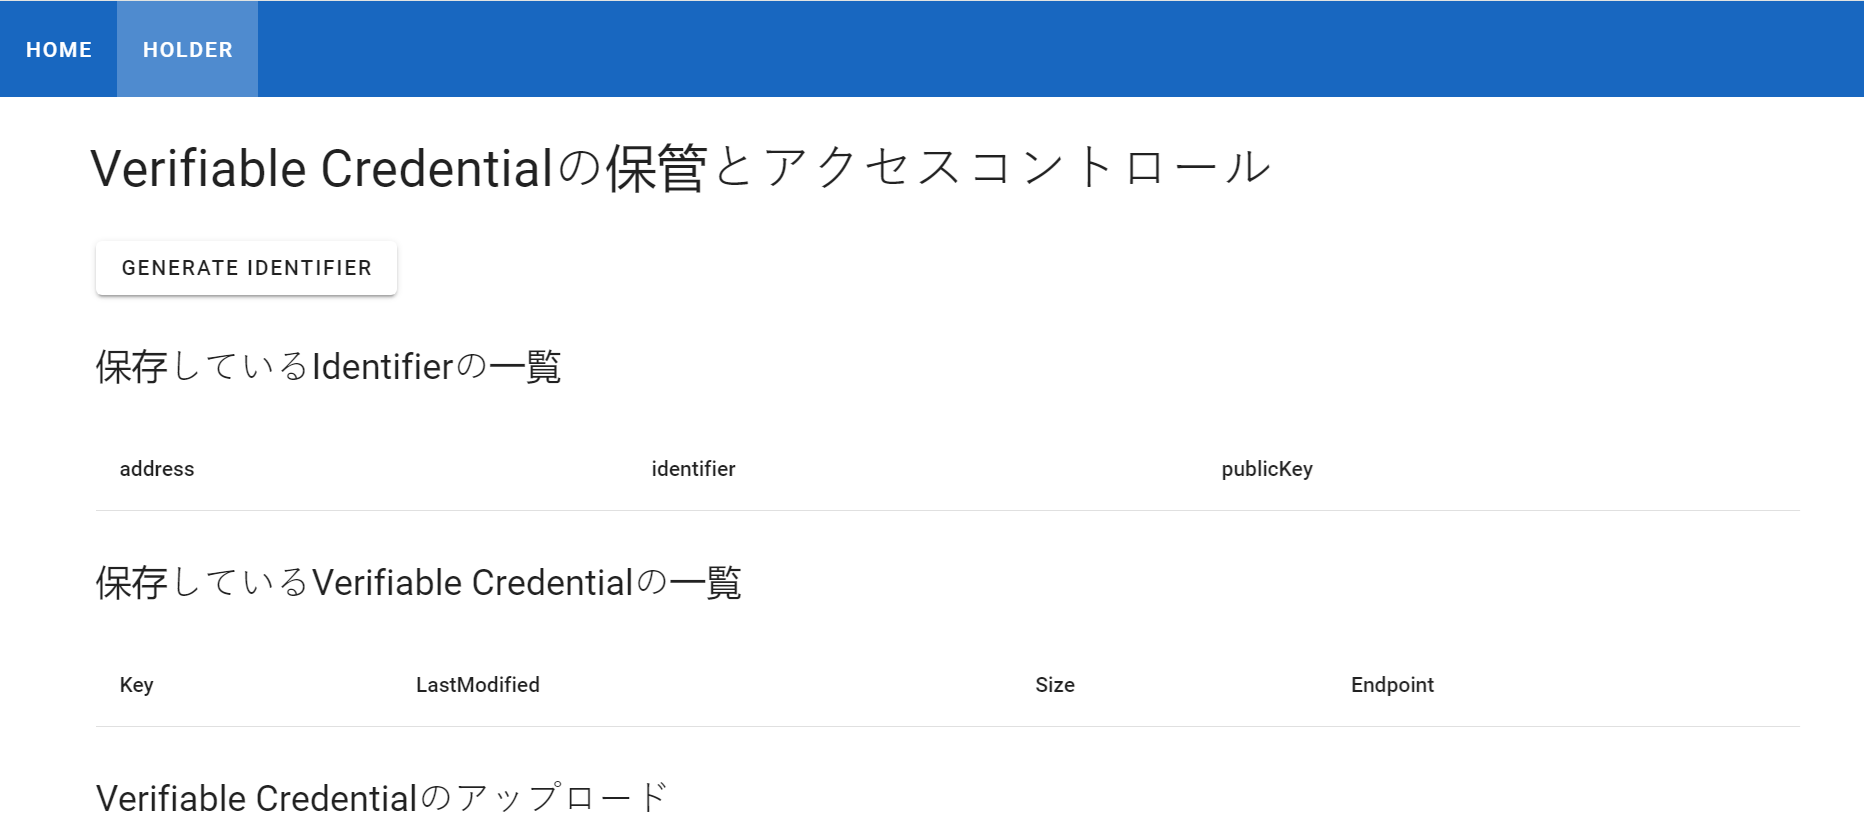 HOME HOLDER
Verifiable Credentialの保管とアクセスコントロール
GENERATE IDENTIFIER
保存しているIdentifierの一覧
address identifier publicKey
保存しているVerifiable Credentialの一覧
Key LastModified Size Endpoint
Verifiable Credentialのアップロード